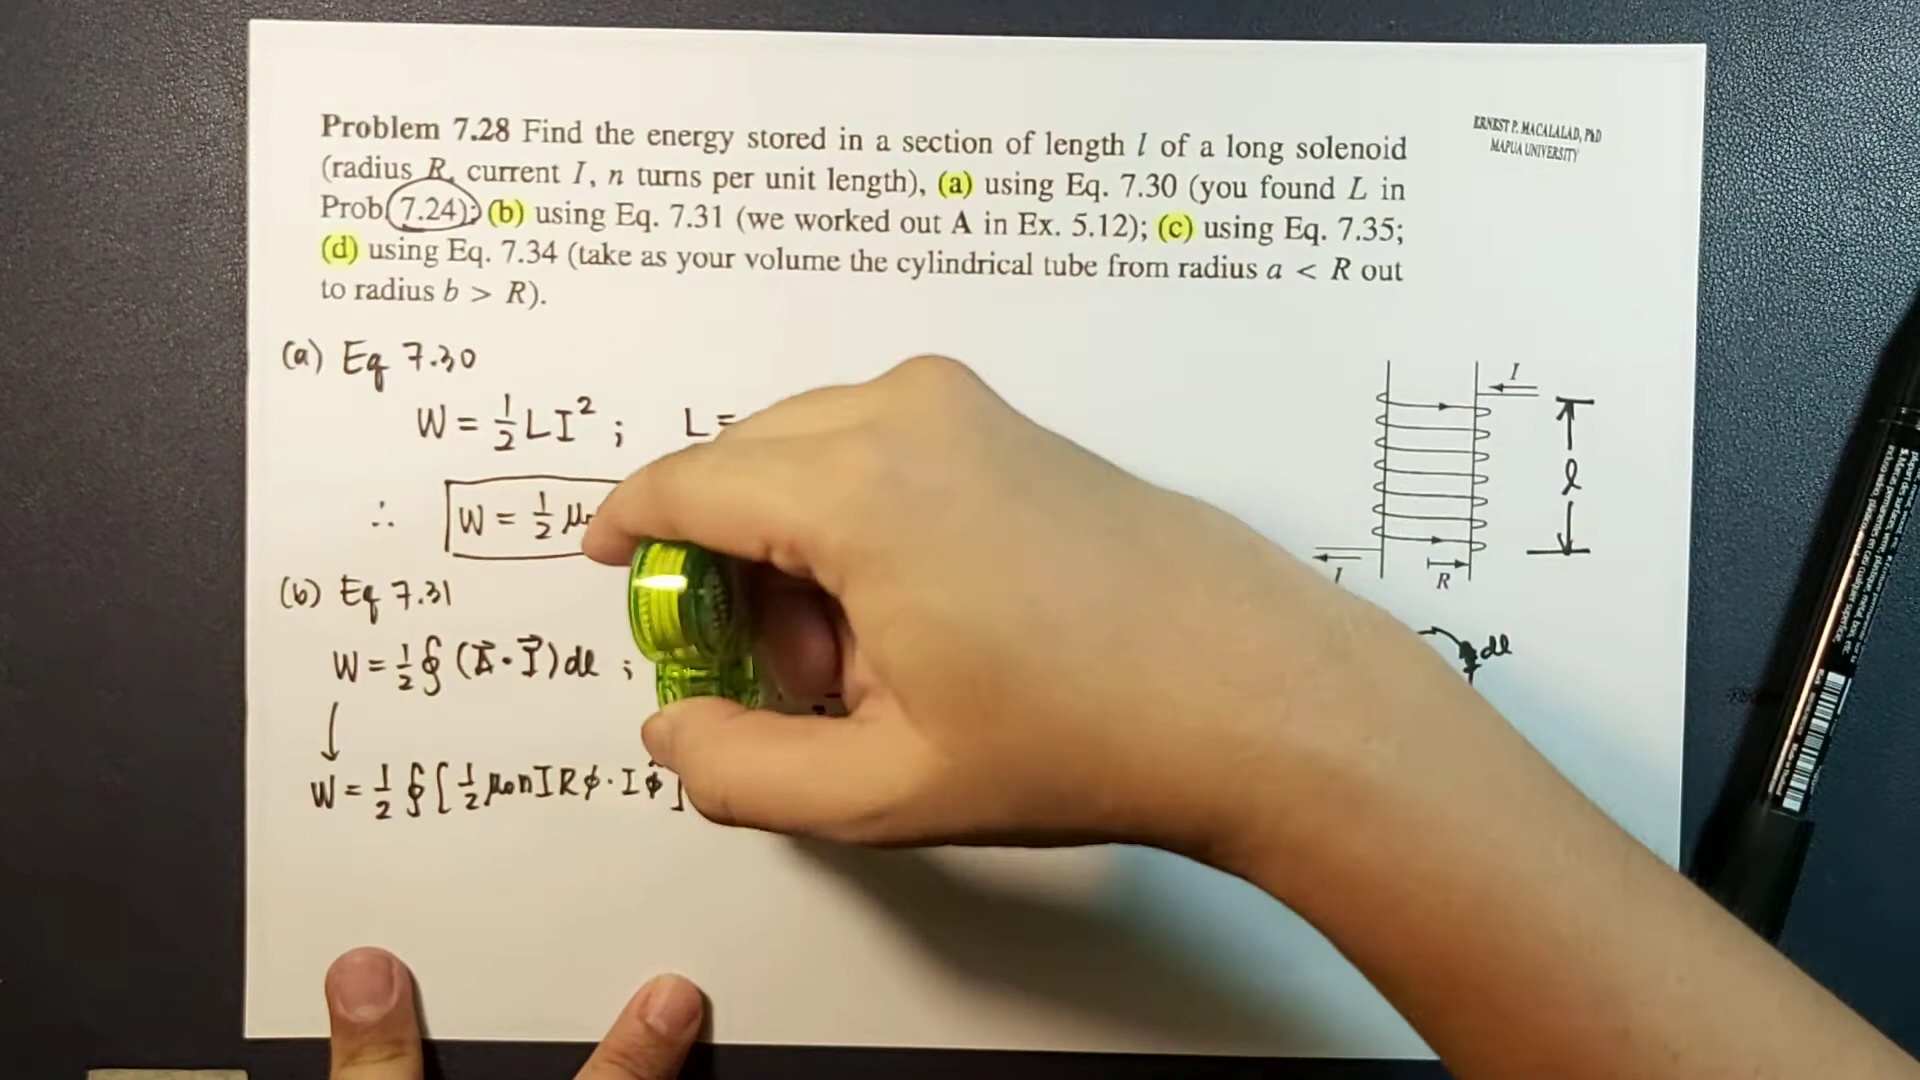 Problem 7.28 Find the energy stored in a section of length l of a long solenoid
(radius R, current I, n turns per unit length), (a) using Eq. 7.30 (you found L in
Prob. 7.24); (b) using Eq. 7.31 (we worked out A in Ex. 5.12); (c) using Eq. 7.35;
(d) using Eq. 7.34 (take as your volume the cylindrical tube from radius a < R out
to radius b > R).
ERNEST P. MACALALAD, PhD
MAPUA UNIVERSITY
(a) Eq 7.30
W = 1/2 LI² ; L =
∴ W = 1/2 μ
(b) Eq 7.31
W = 1/2 ∮ (A⃗ · I⃗) dl ;
↓
W = 1/2 ∮ [ 1/2 μ₀nIR ϕ̂ · I ϕ̂ ]
I
l
R
I
dl